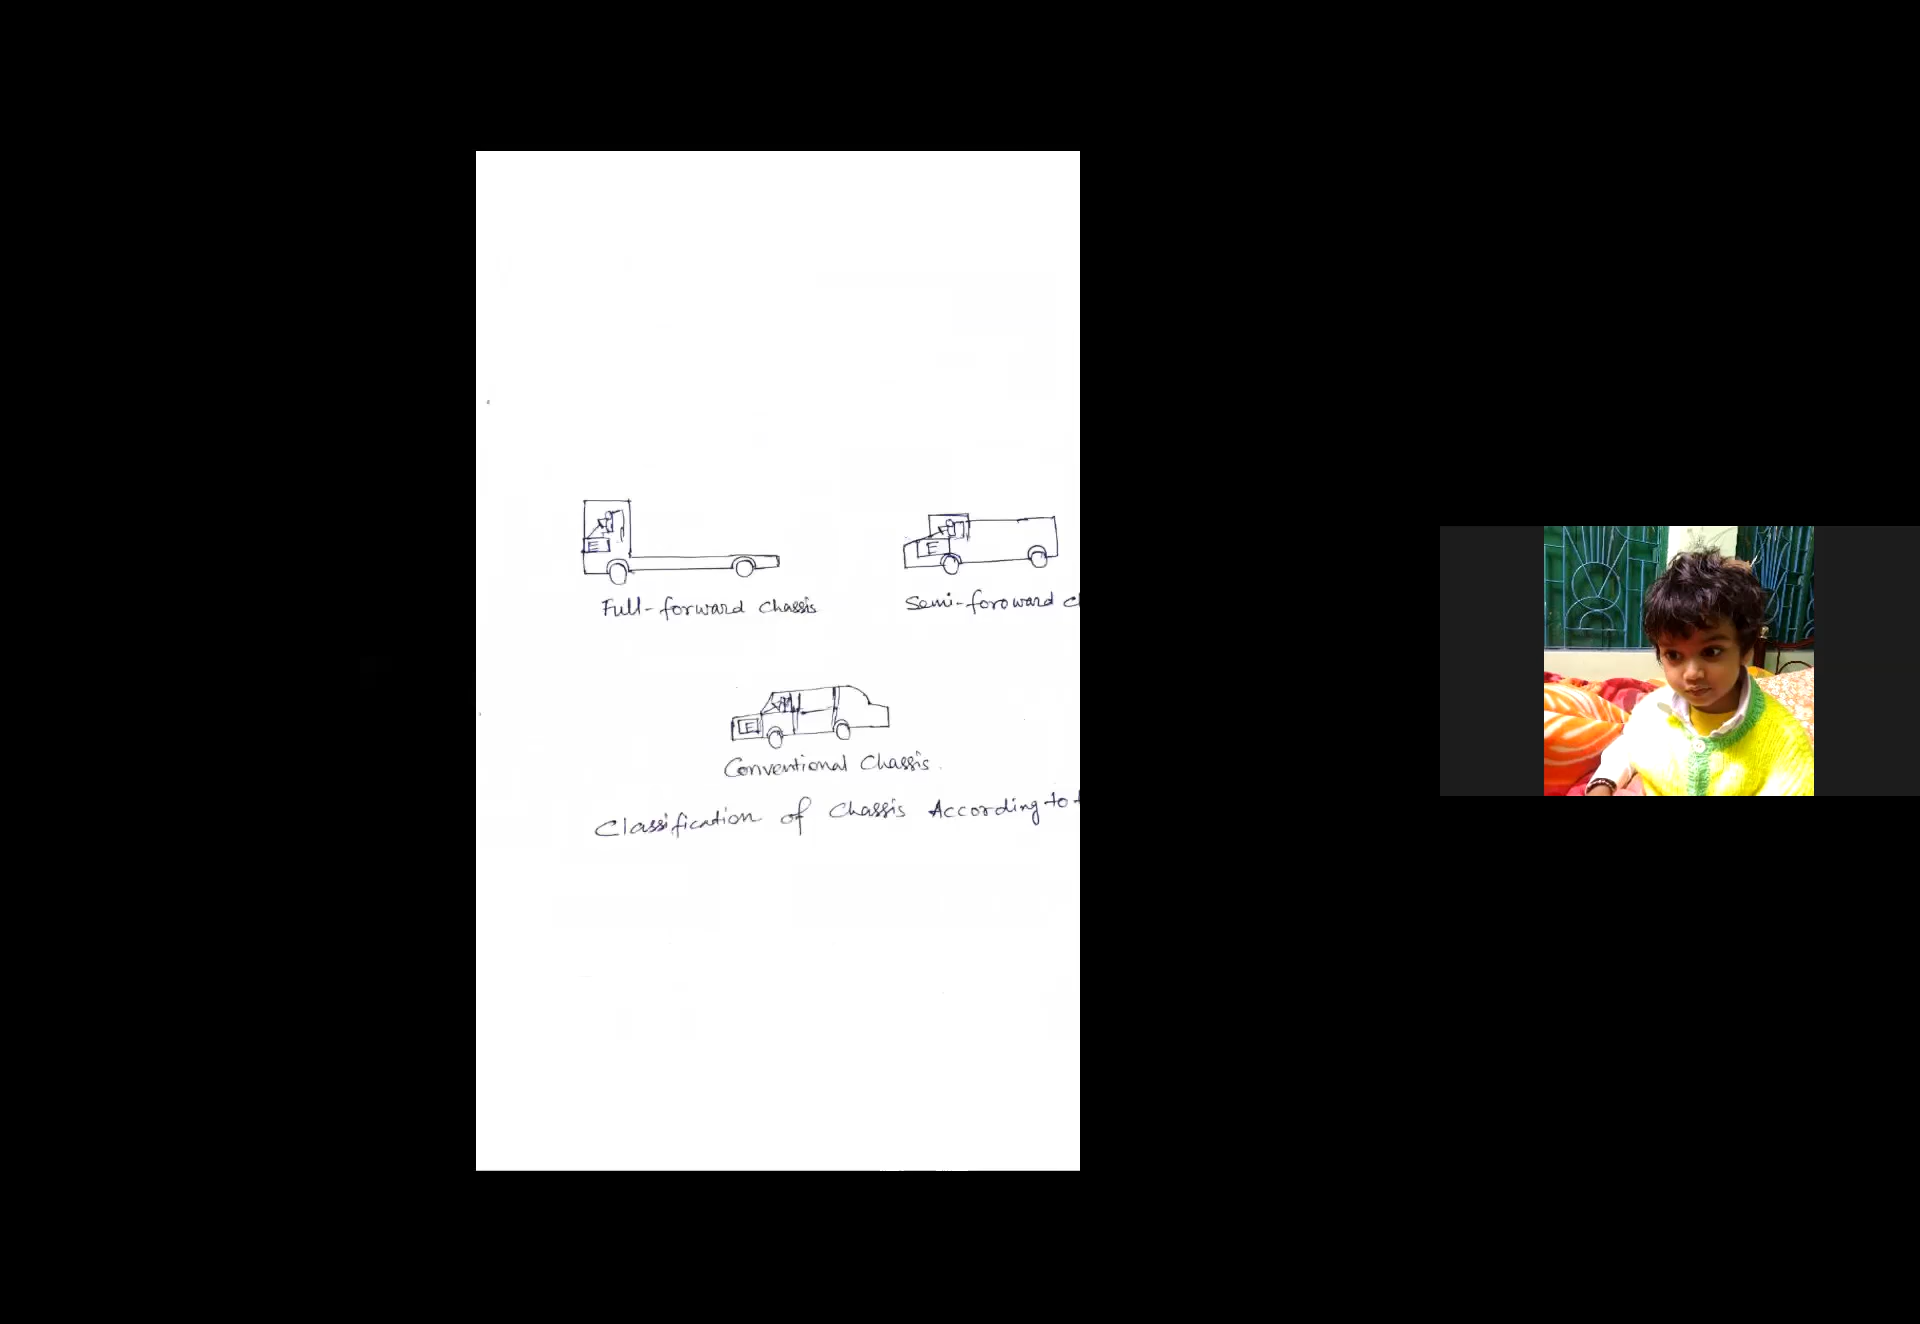 E
E
Full-forward chassis
Semi-foroward
E
Conventional Chassis.
Classification of Chassis According to